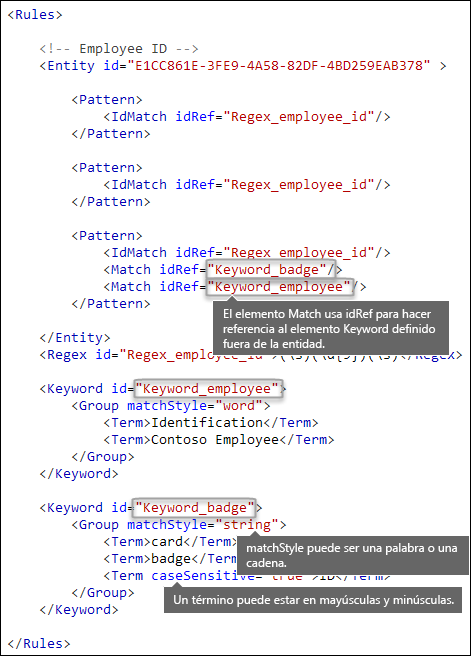 <Rules>
<!-- Employee ID -->
<Entity id="E1CC861E-3FE9-4A58-82DF-4BD259EAB378" >
<Pattern>
<IdMatch idRef="Regex_employee_id"/>
</Pattern>
<Pattern>
<IdMatch idRef="Regex_employee_id"/>
</Pattern>
<Pattern>
<IdMatch idRef="Regex_employee_id"/>
<Match idRef="Keyword_badge"/>
<Match idRef="Keyword_employee"/>
</Pattern>
El elemento Match usa idRef para hacer
referencia al elemento Keyword definido
fuera de la entidad.
</Entity>
<Regex id="Regex_employee_id">(\s)(\d{9})(\s)</Regex>
<Keyword id="Keyword_employee">
<Group matchStyle="word">
<Term>Identification</Term>
<Term>Contoso Employee</Term>
</Group>
</Keyword>
<Keyword id="Keyword_badge">
<Group matchStyle="string">
<Term>card</Term>
<Term>badge</Term
matchStyle puede ser una palabra o una
cadena.
<Term caseSensitive="true">ID</Term>
Un término puede estar en mayúsculas y minúsculas.
</Group>
</Keyword>
</Rules>